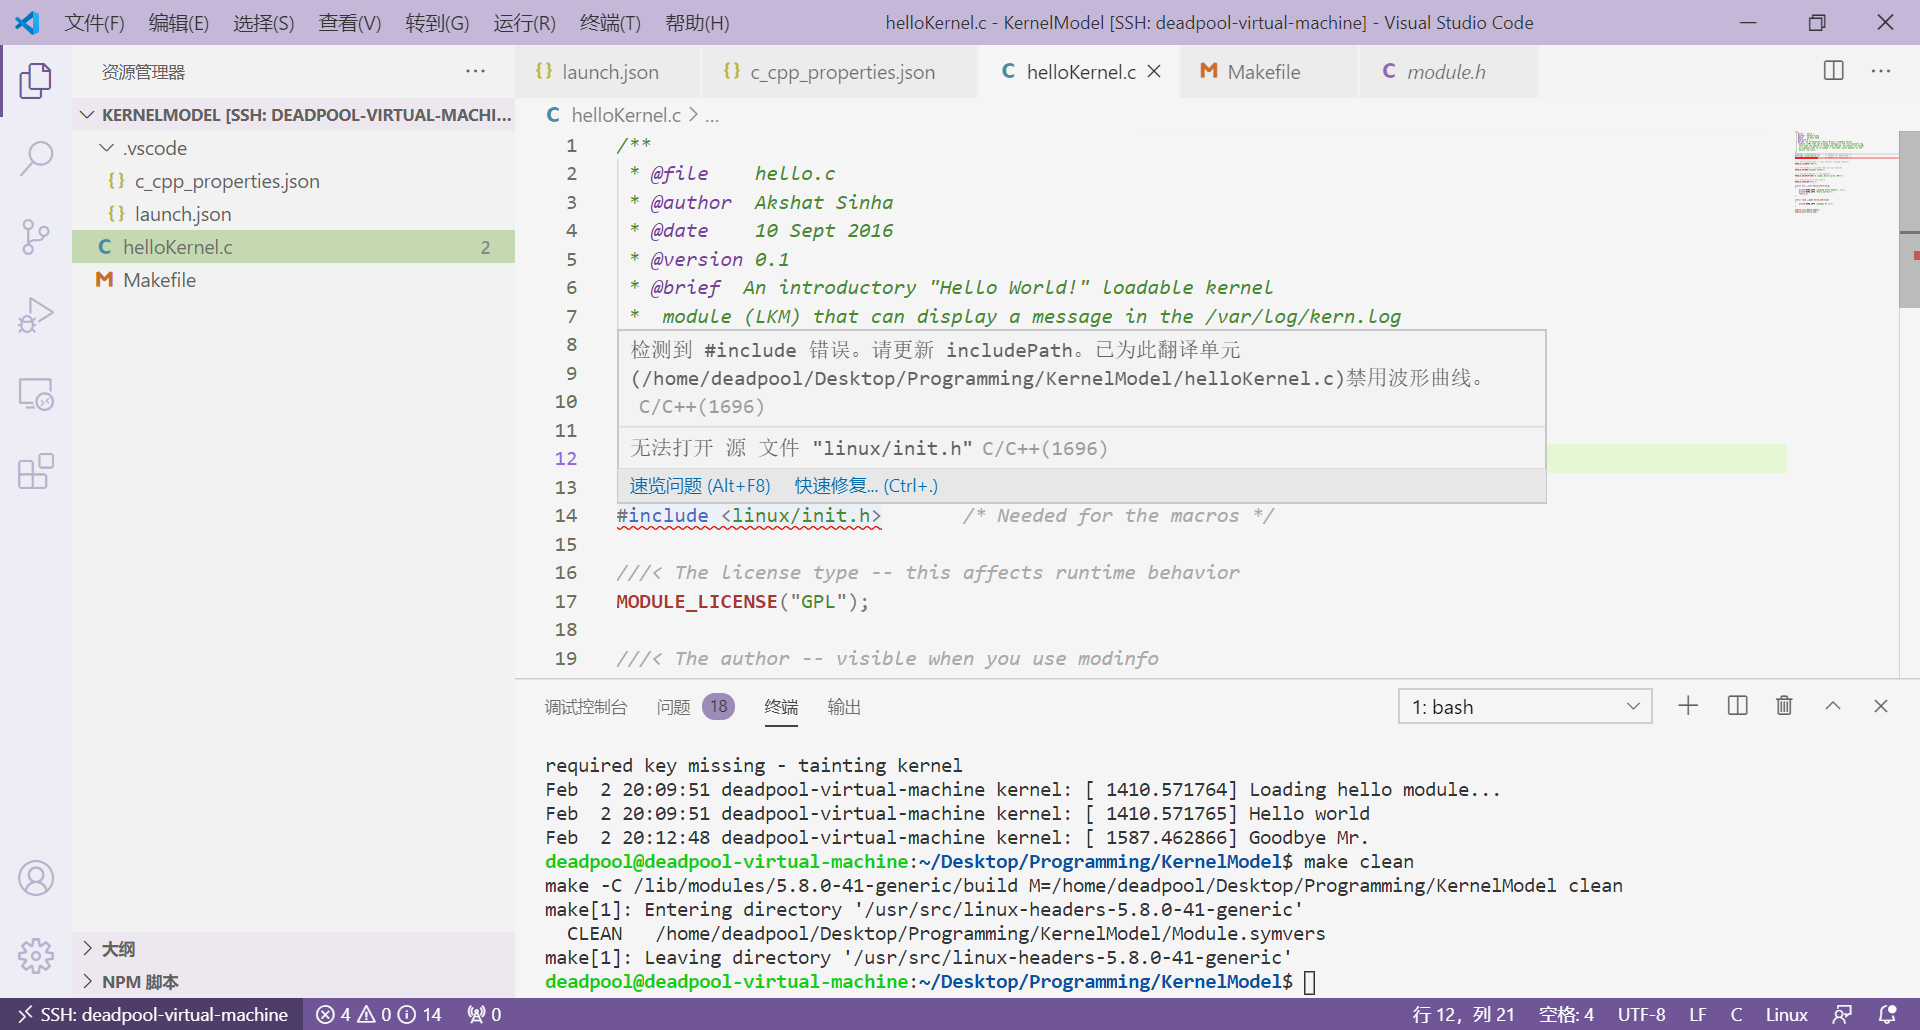 文件(F) 编辑(E) 选择(S) 查看(V) 转到(G) 运行(R) 终端(T) 帮助(H) helloKernel.c - KernelModel [SSH: deadpool-virtual-machine] - Visual Studio Code
资源管理器 ···
{} launch.json {} c_cpp_properties.json C helloKernel.c M Makefile C module.h ···
KERNELMODEL [SSH: DEADPOOL-VIRTUAL-MACHI...
.vscode
{} c_cpp_properties.json
{} launch.json
C helloKernel.c 2
M Makefile
大纲
NPM 脚本
C helloKernel.c > ...
1 /**
2 * @file hello.c
3 * @author Akshat Sinha
4 * @date 10 Sept 2016
5 * @version 0.1
6 * @brief An introductory "Hello World!" loadable kernel
7 * module (LKM) that can display a message in the /var/log/kern.log
8
9
10
11
12
13
检测到 #include 错误。请更新 includePath。已为此翻译单元
(/home/deadpool/Desktop/Programming/KernelModel/helloKernel.c)禁用波形曲线。
C/C++(1696)
无法打开 源 文件 "linux/init.h" C/C++(1696)
速览问题 (Alt+F8) 快速修复... (Ctrl+.)
14 #include <linux/init.h> /* Needed for the macros */
15
16 ///< The license type -- this affects runtime behavior
17 MODULE_LICENSE("GPL");
18
19 ///< The author -- visible when you use modinfo
调试控制台 问题 18 终端 输出 1: bash
required key missing - tainting kernel
Feb  2 20:09:51 deadpool-virtual-machine kernel: [ 1410.571764] Loading hello module...
Feb  2 20:09:51 deadpool-virtual-machine kernel: [ 1410.571765] Hello world
Feb  2 20:12:48 deadpool-virtual-machine kernel: [ 1587.462866] Goodbye Mr.
deadpool@deadpool-virtual-machine:~/Desktop/Programming/KernelModel$ make clean
make -C /lib/modules/5.8.0-41-generic/build M=/home/deadpool/Desktop/Programming/KernelModel clean
make[1]: Entering directory '/usr/src/linux-headers-5.8.0-41-generic'
  CLEAN   /home/deadpool/Desktop/Programming/KernelModel/Module.symvers
make[1]: Leaving directory '/usr/src/linux-headers-5.8.0-41-generic'
deadpool@deadpool-virtual-machine:~/Desktop/Programming/KernelModel$
SSH: deadpool-virtual-machine 4 0 14 0 行 12，列 21 空格: 4 UTF-8 LF C Linux